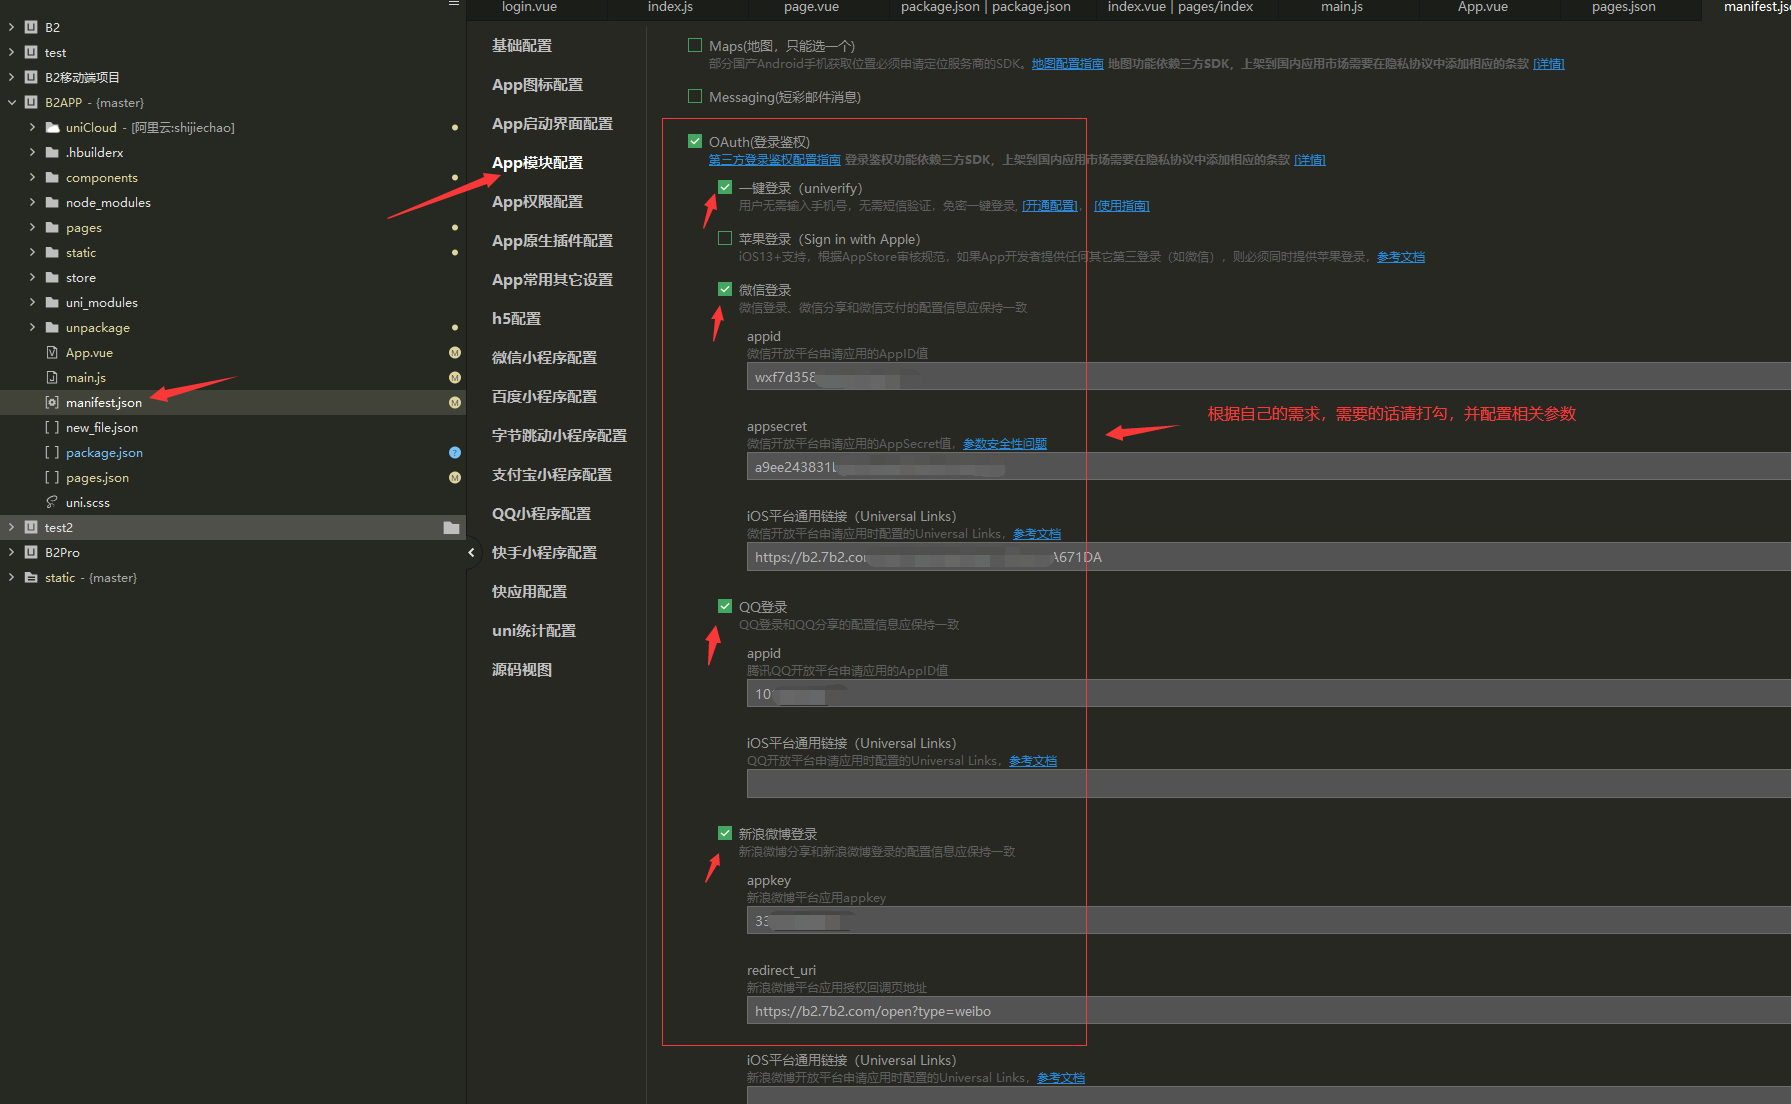 login.vue
index.js
page.vue
package.json | package.json
index.vue | pages/index
main.js
App.vue
pages.json
manifest.js
B2
test
B2移动端项目
B2APP - {master}
uniCloud - [阿里云:shijiechao]
.hbuilderx
components
node_modules
pages
static
store
uni_modules
unpackage
App.vue
M
main.js
M
manifest.json
M
new_file.json
package.json
?
pages.json
M
uni.scss
test2
B2Pro
static - {master}
基础配置
App图标配置
App启动界面配置
App模块配置
App权限配置
App原生插件配置
App常用其它设置
h5配置
微信小程序配置
百度小程序配置
字节跳动小程序配置
支付宝小程序配置
QQ小程序配置
快手小程序配置
快应用配置
uni统计配置
源码视图
Maps(地图，只能选一个)
部分国产Android手机获取位置必须申请定位服务商的SDK。地图配置指南 地图功能依赖三方SDK，上架到国内应用市场需要在隐私协议中添加相应的条款 [详情]
Messaging(短彩邮件消息)
OAuth(登录鉴权)
第三方登录鉴权配置指南 登录鉴权功能依赖三方SDK，上架到国内应用市场需要在隐私协议中添加相应的条款 [详情]
一键登录（univerify）
用户无需输入手机号，无需短信验证，免密一键登录, [开通配置]，[使用指南]
苹果登录（Sign in with Apple）
iOS13+支持，根据AppStore审核规范，如果App开发者提供任何其它第三登录（如微信），则必须同时提供苹果登录，参考文档
微信登录
微信登录、微信分享和微信支付的配置信息应保持一致
appid
微信开放平台申请应用的AppID值
wxf7d358
appsecret
微信开放平台申请应用的AppSecret值，参数安全性问题
a9ee243831
iOS平台通用链接（Universal Links）
微信开放平台申请应用时配置的Universal Links，参考文档
https://b2.7b2.co A671DA
根据自己的需求，需要的话请打勾，并配置相关参数
QQ登录
QQ登录和QQ分享的配置信息应保持一致
appid
腾讯QQ开放平台申请应用的AppID值
10
iOS平台通用链接（Universal Links）
QQ开放平台申请应用时配置的Universal Links，参考文档
新浪微博登录
新浪微博分享和新浪微博登录的配置信息应保持一致
appkey
新浪微博平台应用appkey
33
redirect_uri
新浪微博平台应用授权回调页地址
https://b2.7b2.com/open?type=weibo
iOS平台通用链接（Universal Links）
新浪微博开放平台申请应用时配置的Universal Links，参考文档